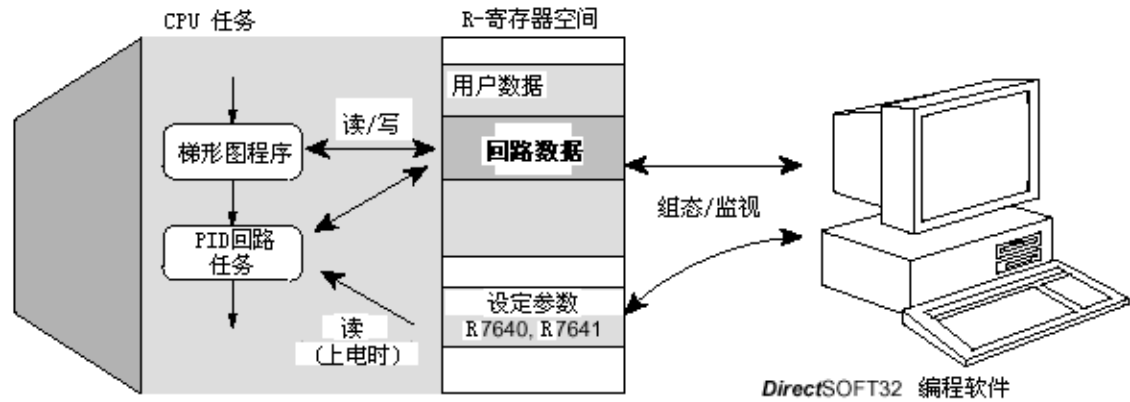 CPU 任务
R-寄存器空间
用户数据
读/写
梯形图程序
回路数据
组态/监视
PID回路
任务
设定参数
R7640, R7641
读
(上电时)
DirectSOFT32 编程软件